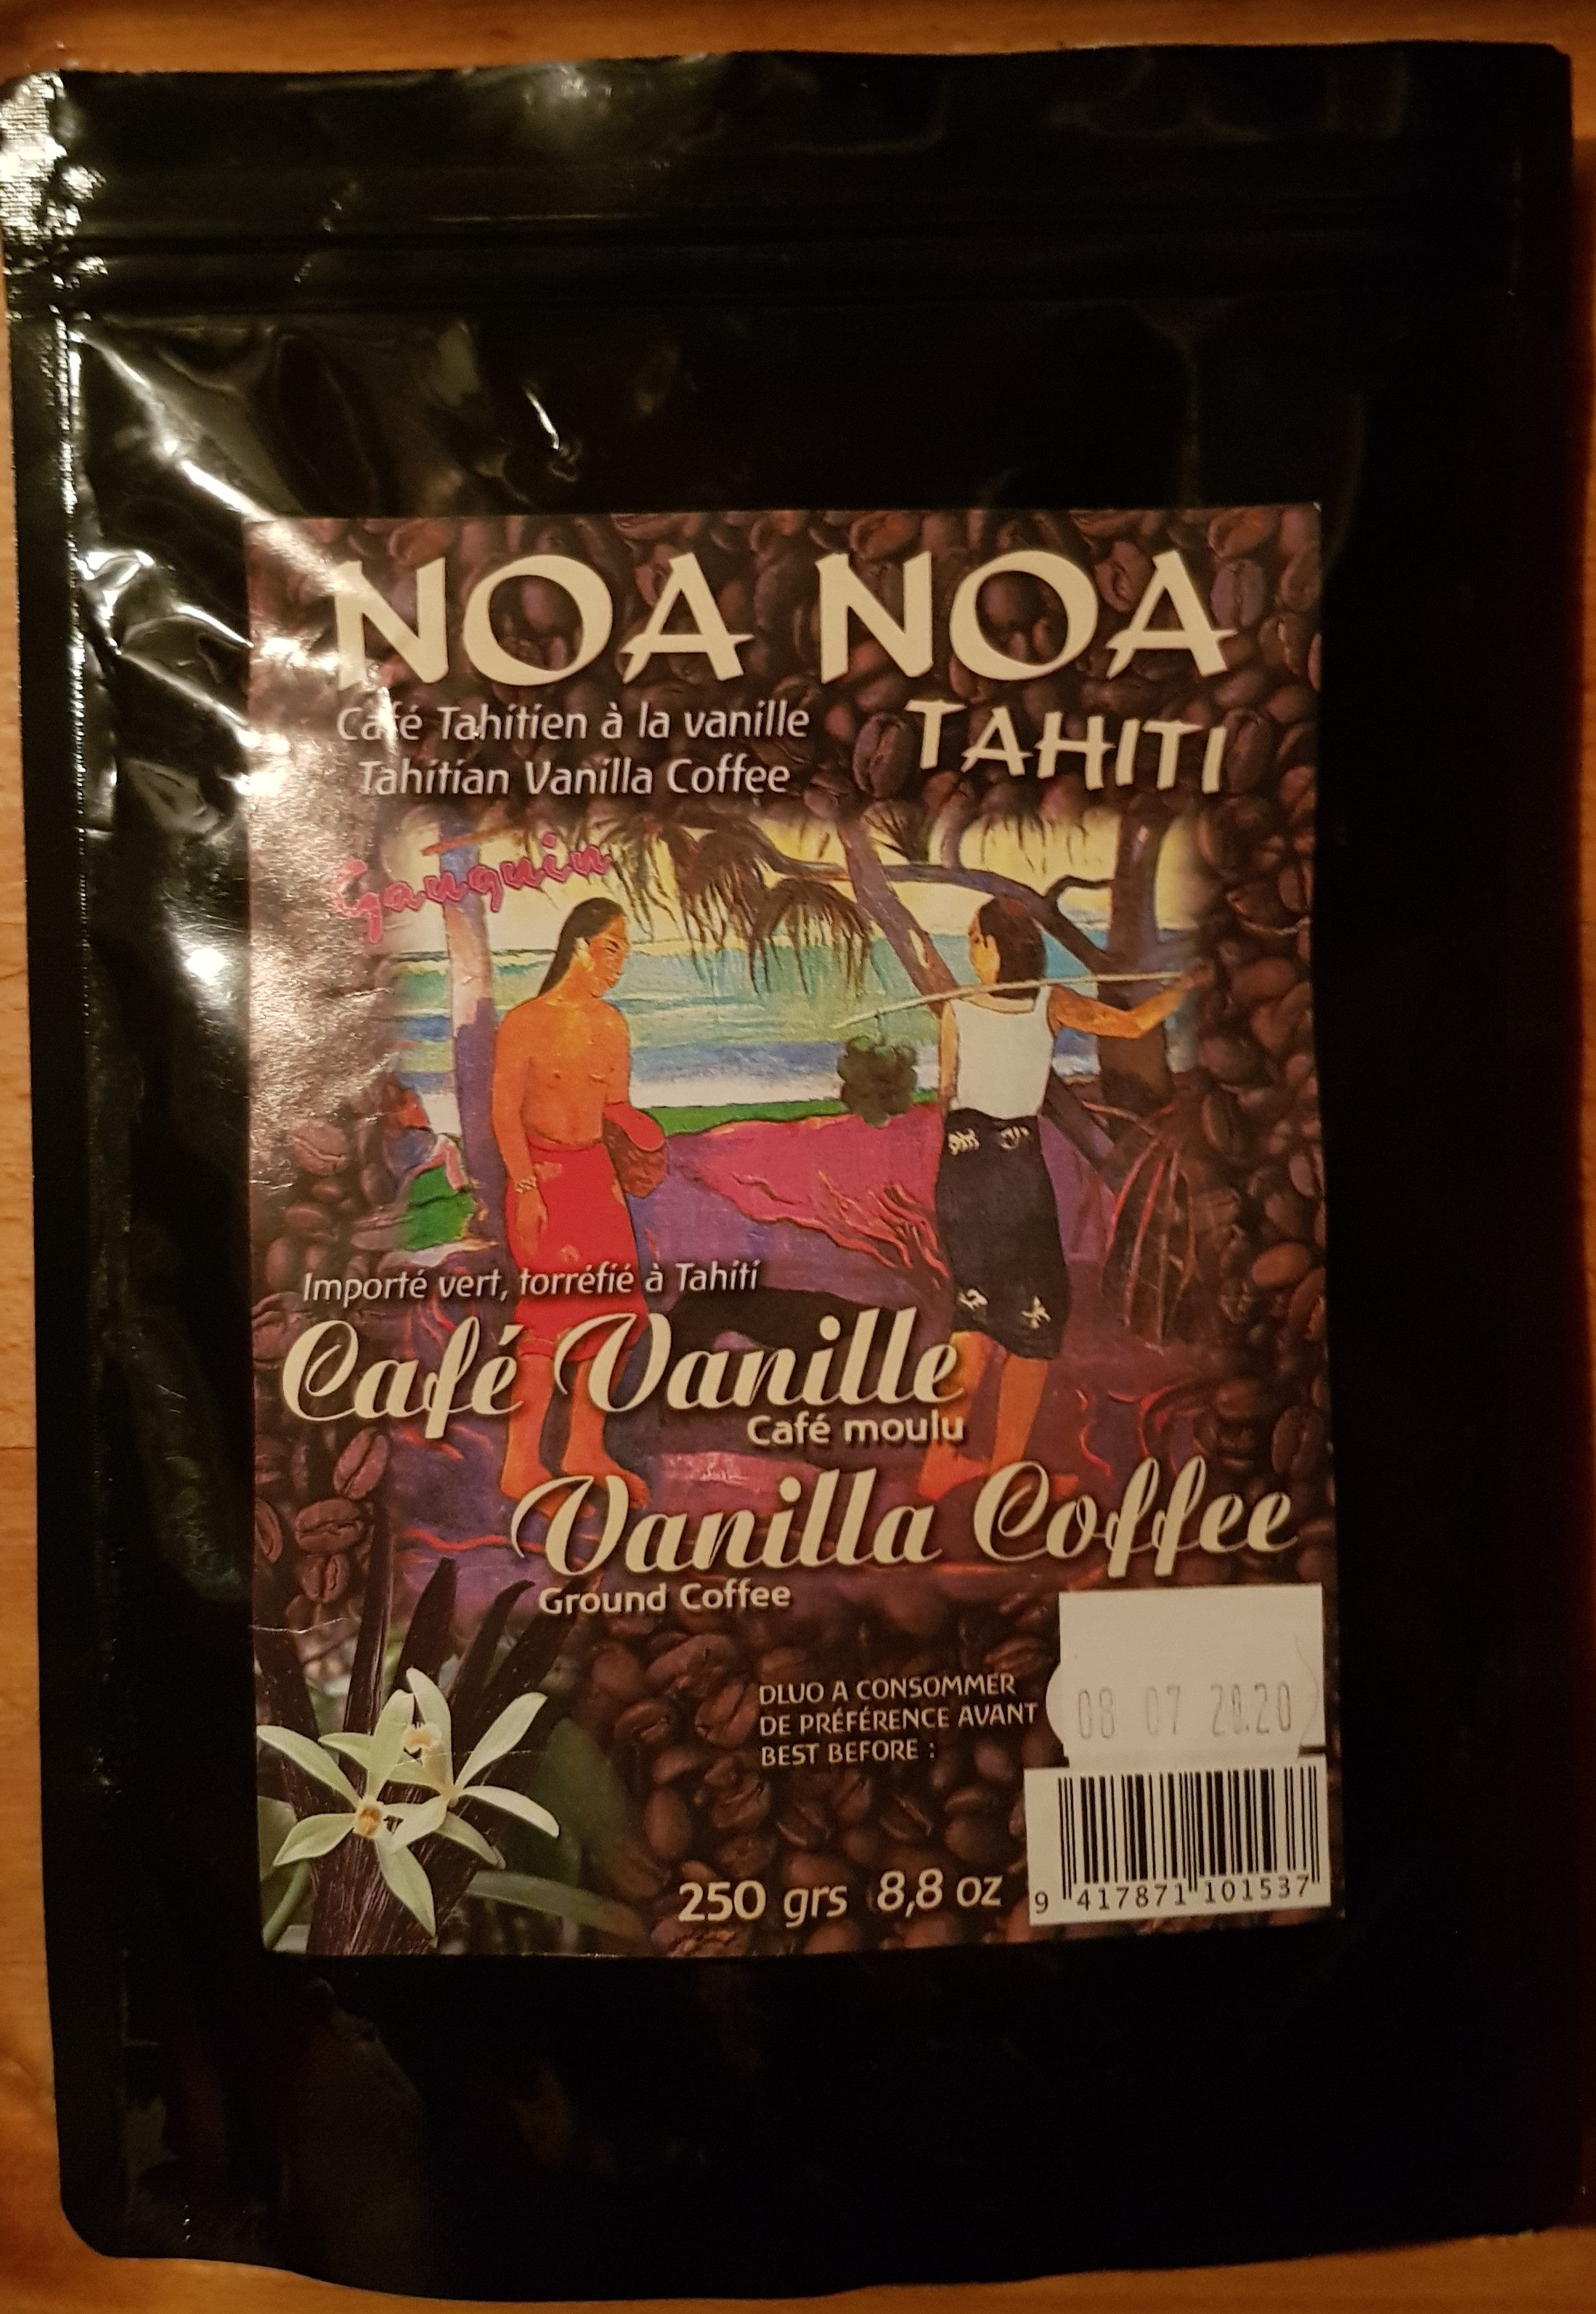 NOA NOA
TAHITI
Café Tahitien à la vanille
Tahitian Vanilla Coffee
Gauguin
Importé vert, torréfié à Tahiti
Café Vanille
Café moulu
Vanilla Coffee
Ground Coffee
DLUO A CONSOMMER
DE PRÉFÉRENCE AVANT
BEST BEFORE :
08 07 2020
250 grs 8,8 oz
9 417871 101537